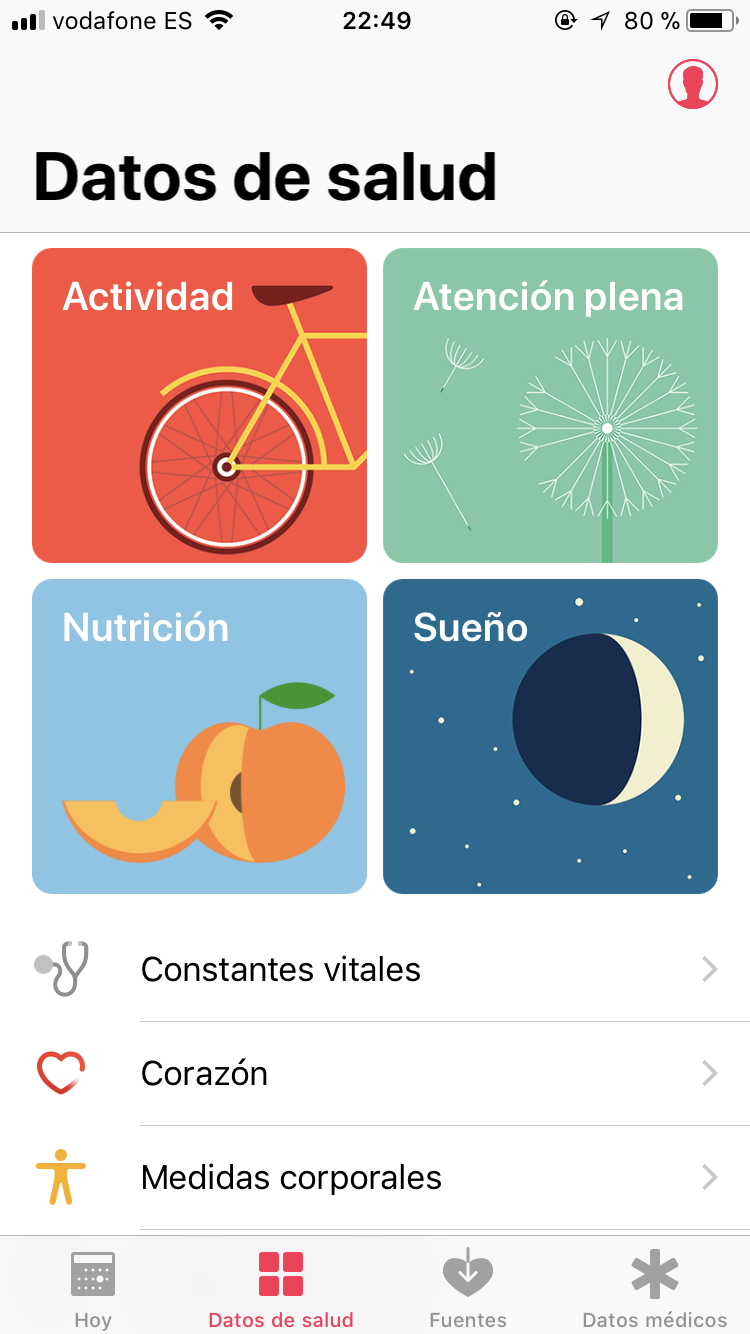 vodafone ES 22:49 80 %
Datos de salud
Actividad
Atención plena
Nutrición
Sueño
Constantes vitales
Corazón
Medidas corporales
Hoy
Datos de salud
Fuentes
Datos médicos